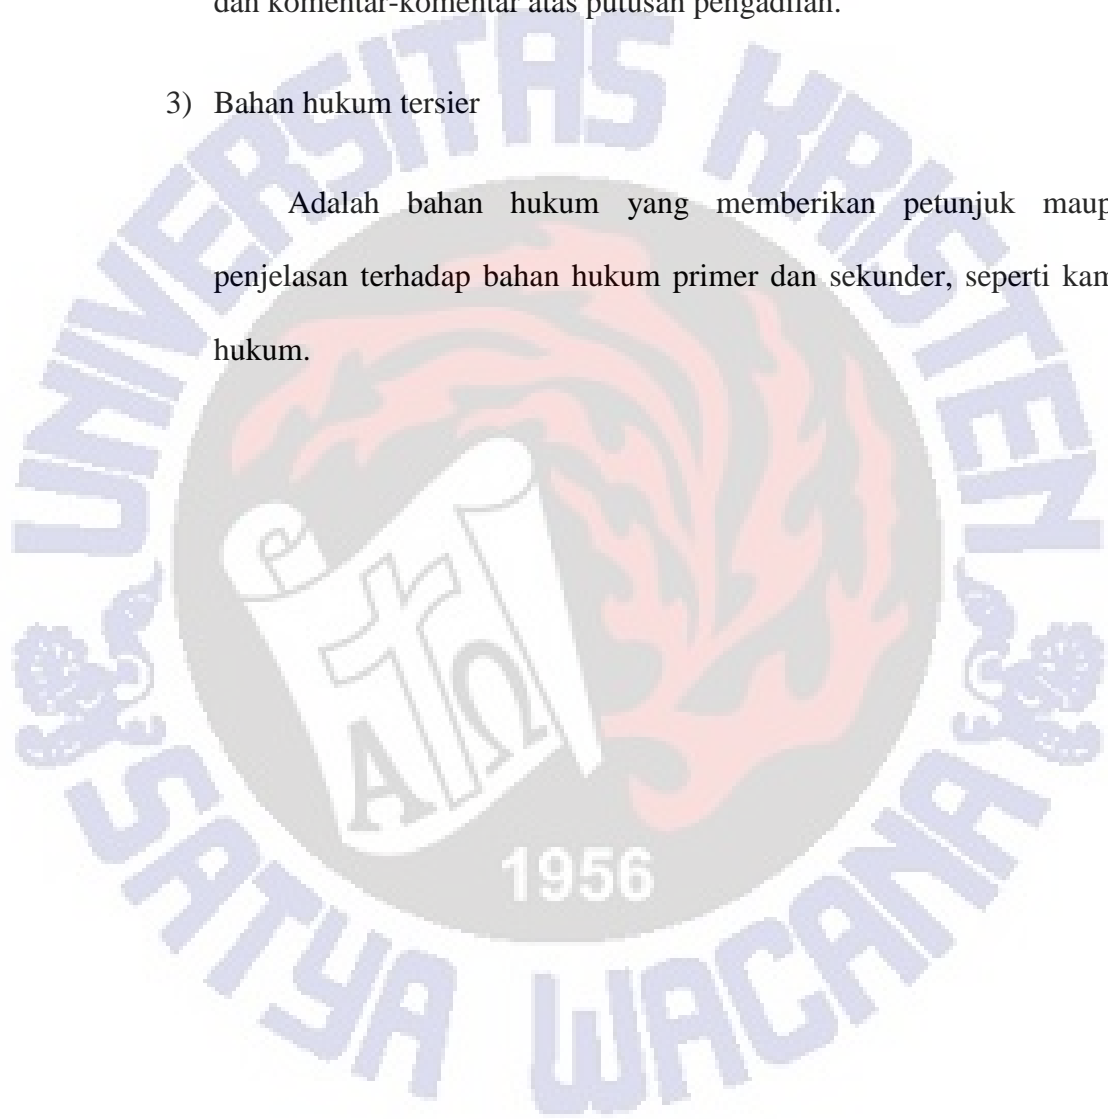 dan komentar-komentar atas putusan pengadilan.
3) Bahan hukum tersier
Adalah bahan hukum yang memberikan petunjuk maup
penjelasan terhadap bahan hukum primer dan sekunder, seperti kam
hukum.
UNIVERSITAS KRISTEN
SATYA WACANA
Α Ω
1956